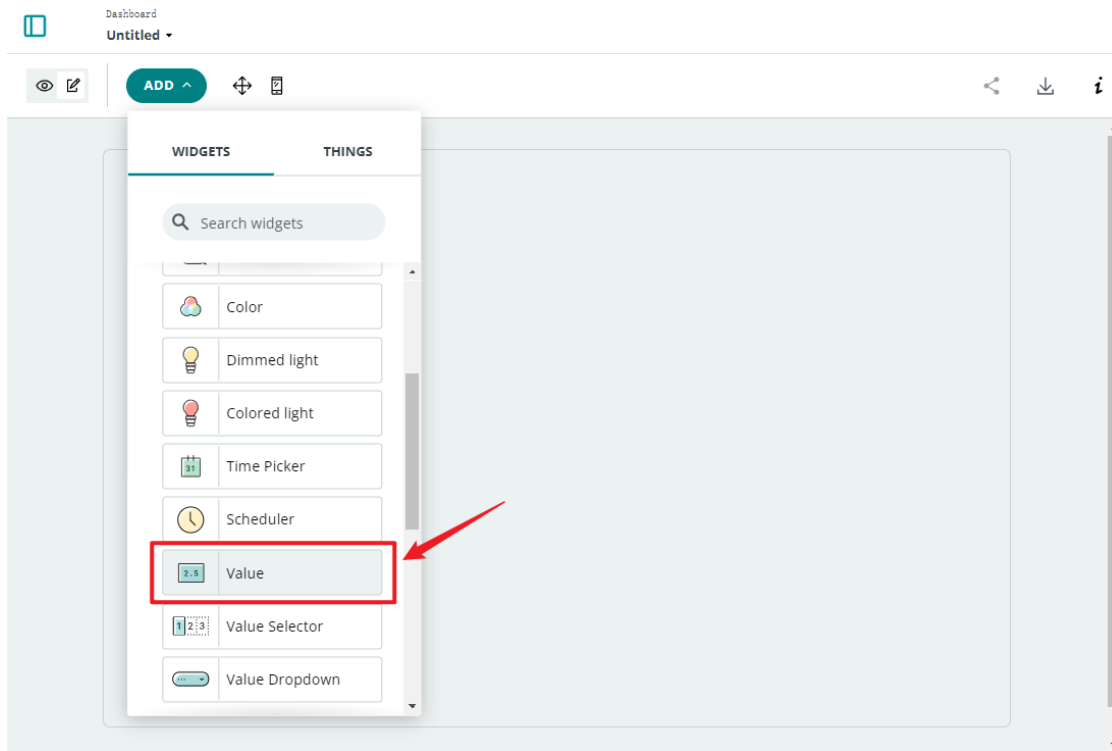 Dashboard
Untitled
ADD
i
WIDGETS THINGS
Search widgets
Color
Dimmed light
Colored light
31 Time Picker
Scheduler
2.5 Value
1 2 3 Value Selector
Value Dropdown